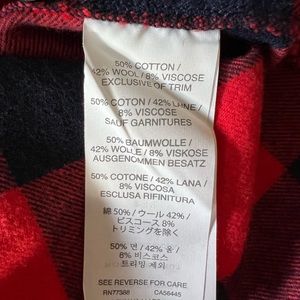 50% COTTON /
42% WOOL / 8% VISCOSE
EXCLUSIVE OF TRIM
50% COTON / 42% LAINE /
8% VISCOSE
SAUF GARNITURES
50% BAUMWOLLE /
42% WOLLE / 8% VISKOSE
AUSGENOMMEN BESATZ
50% COTONE / 42% LANA /
8% VISCOSA
ESCLUSA RIFINITURA
綿 50% / ウール 42% /
ビスコース 8%
トリミングを除く
50% 면 / 42% 울 /
8% 비스코스
트리밍 제외
SEE REVERSE FOR CARE
RN77388 CA56445